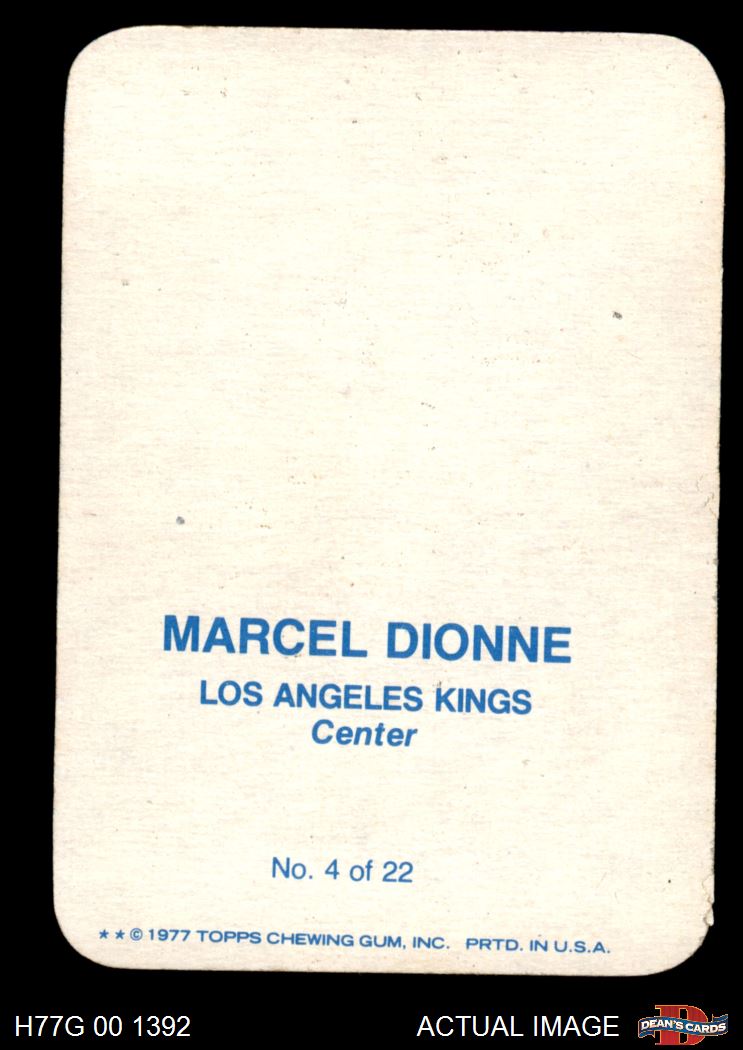 MARCEL DIONNE
LOS ANGELES KINGS
Center
No. 4 of 22
★ ★ © 1977 TOPPS CHEWING GUM, INC. PRTD. IN U.S.A.
H77G 00 1392
ACTUAL IMAGE
DEAN'S CARDS